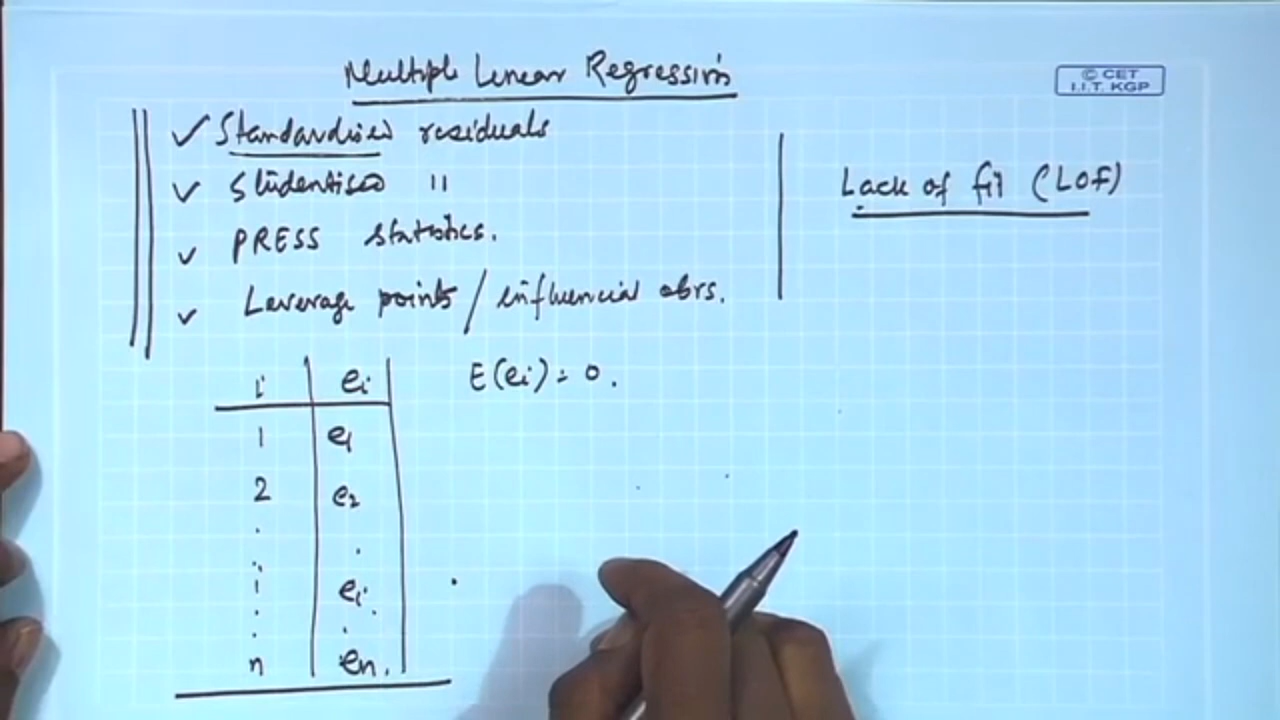 Multiple Linear Regression
© CET
I.I.T. KGP
✓ Standardised residuals
✓ Studentised "
✓ PRESS statistics.
✓ Leverage points / influencial obrs.
Lack of fit (LOF)
i ei
E(ei) = 0.
1 e1
2 e2
. .
i ei
. .
n en.